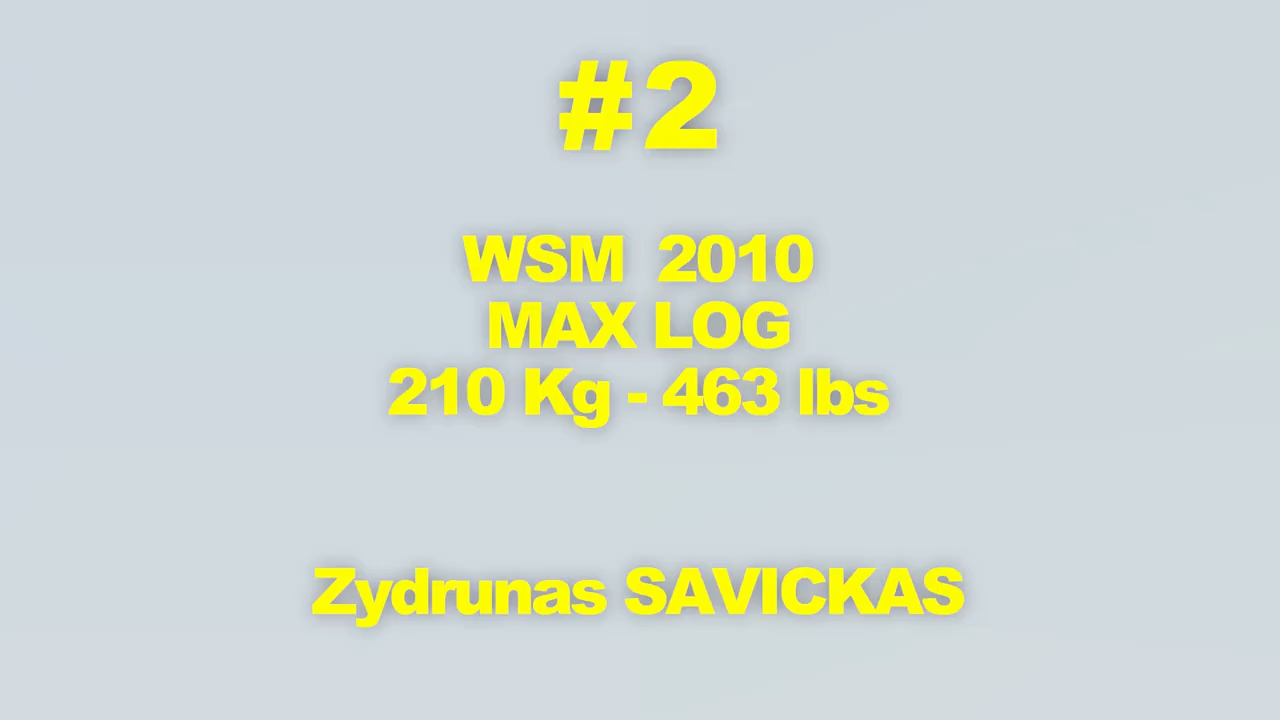 #2
WSM 2010
MAX LOG
210 Kg - 463 lbs
Zydrunas SAVICKAS